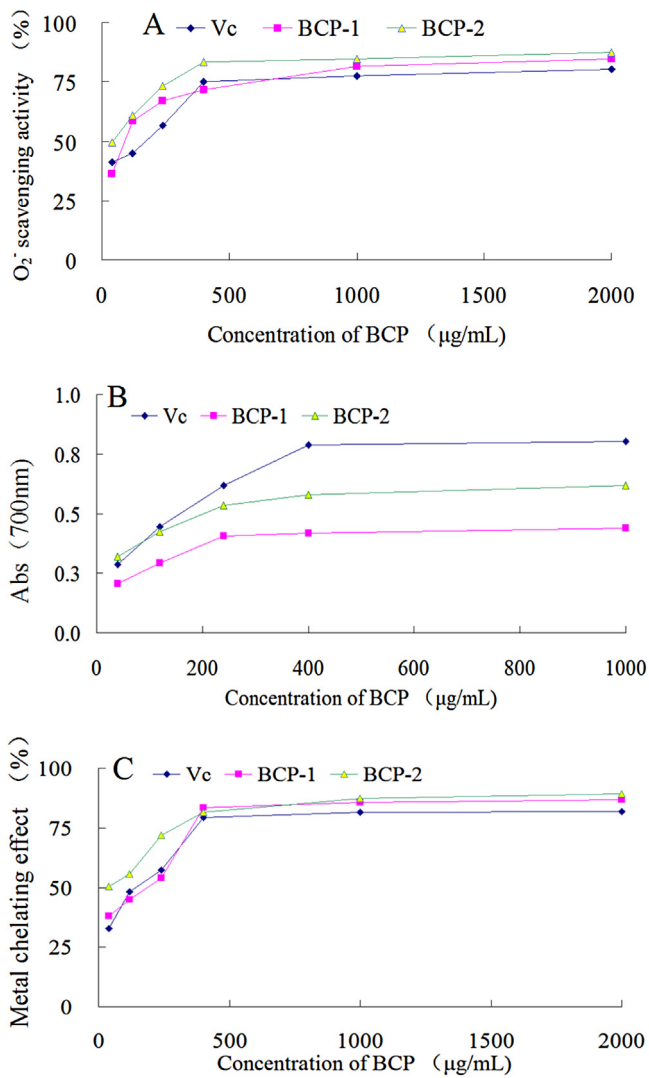 A
Vc BCP-1 BCP-2
O₂⁻ scavenging activity (%)
100
75
50
25
0
0 500 1000 1500 2000
Concentration of BCP (μg/mL)
B
Vc BCP-1 BCP-2
Abs (700nm)
1.0
0.8
0.5
0.3
0.0
0 200 400 600 800 1000
Concentration of BCP (μg/mL)
C
Vc BCP-1 BCP-2
Metal chelating effect (%)
100
75
50
25
0
0 500 1000 1500 2000
Concentration of BCP (μg/mL)